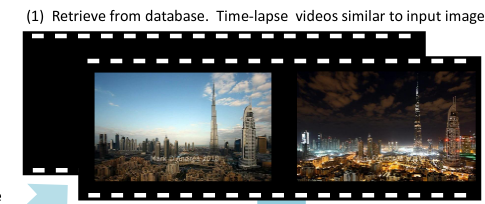 (1) Retrieve from database. Time-lapse videos similar to input image